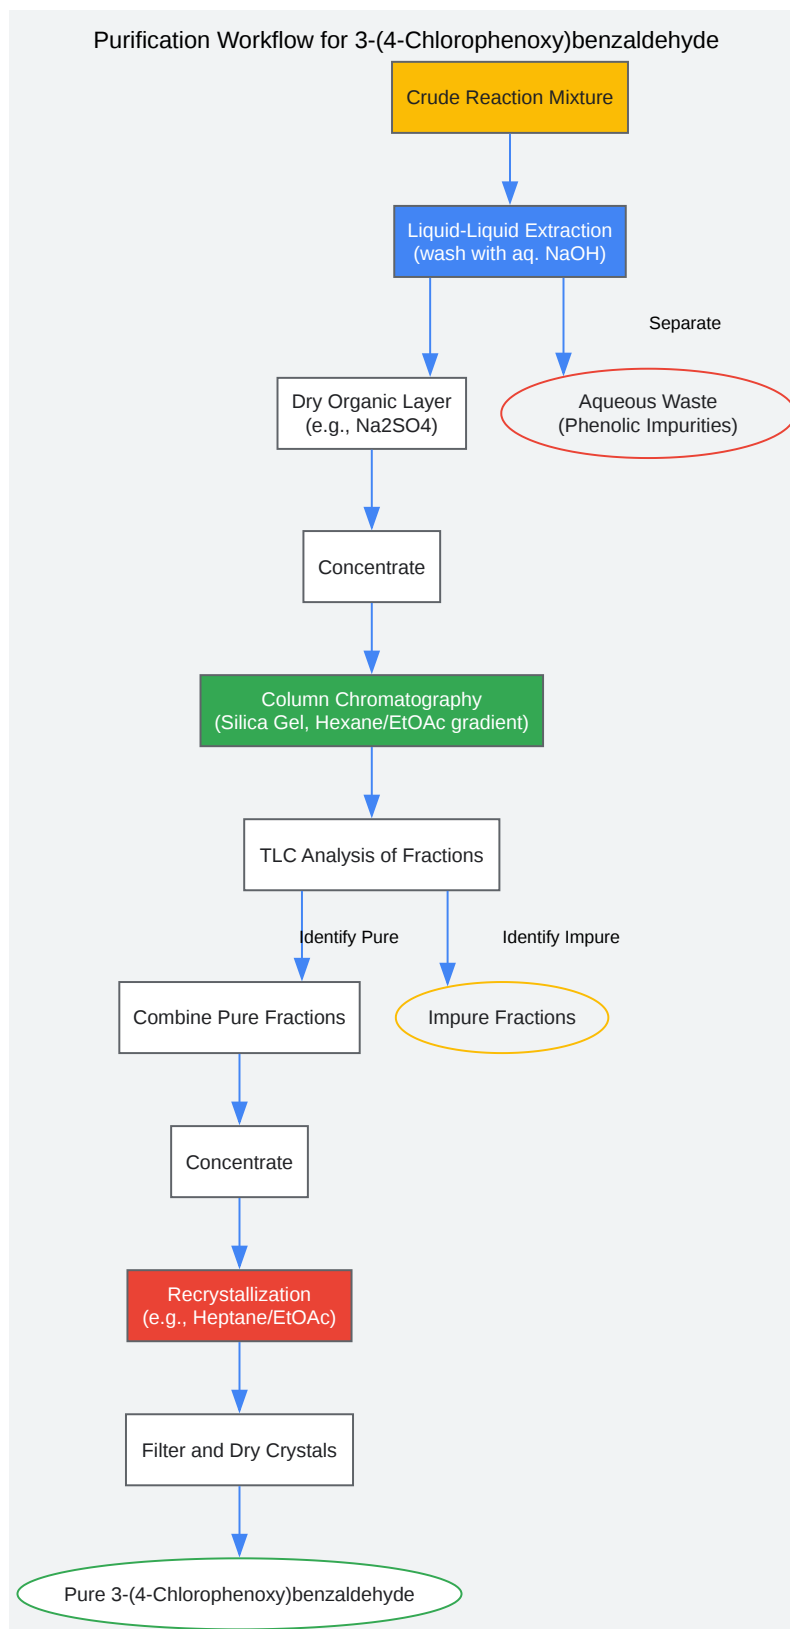 Purification Workflow for 3-(4-Chlorophenoxy)benzaldehyde
Crude Reaction Mixture
Liquid-Liquid Extraction
(wash with aq. NaOH)
Separate
Dry Organic Layer
(e.g., Na2SO4)
Aqueous Waste
(Phenolic Impurities)
Concentrate
Column Chromatography
(Silica Gel, Hexane/EtOAc gradient)
TLC Analysis of Fractions
Identify Pure
Identify Impure
Combine Pure Fractions
Impure Fractions
Concentrate
Recrystallization
(e.g., Heptane/EtOAc)
Filter and Dry Crystals
Pure 3-(4-Chlorophenoxy)benzaldehyde